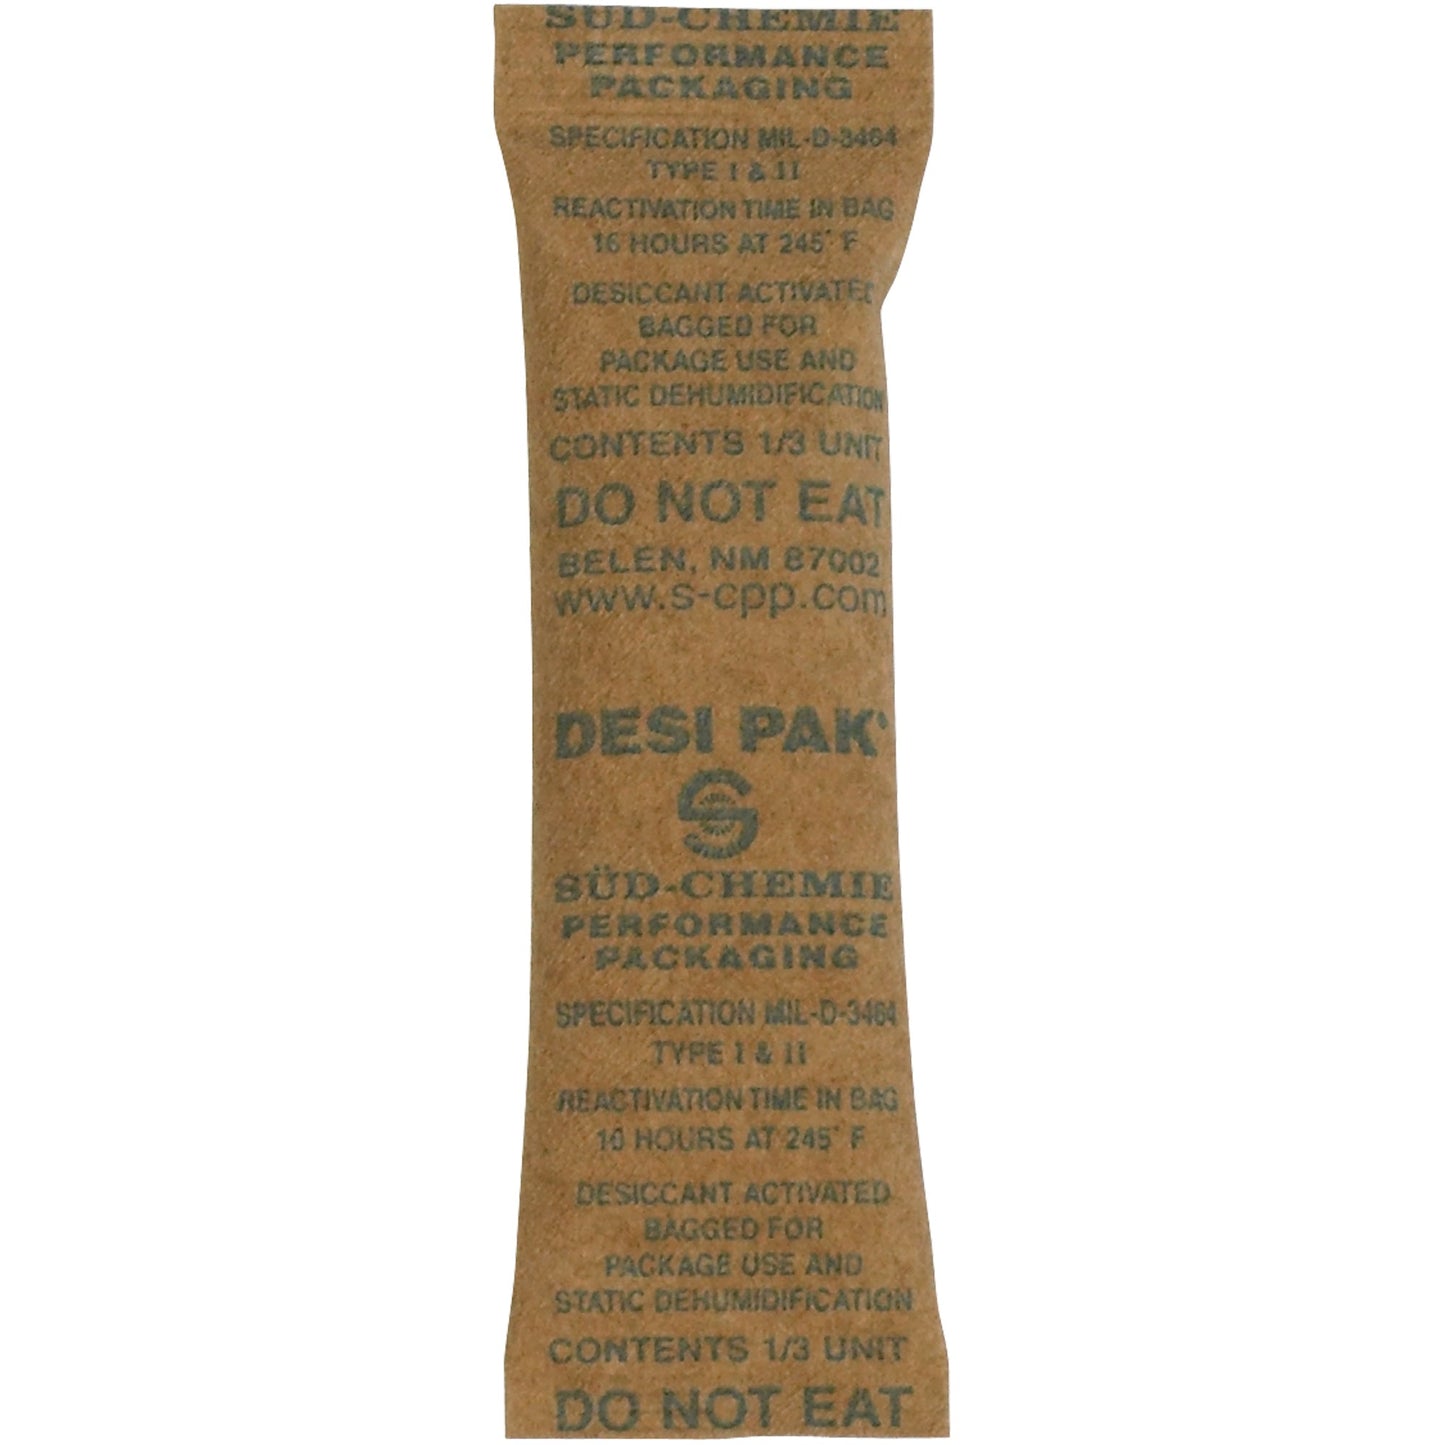 SÜD-CHEMIE
PERFORMANCE
PACKAGING
SPECIFICATION MIL-D-3464
TYPE I & II
REACTIVATION TIME IN BAG
16 HOURS AT 245° F
DESICCANT ACTIVATED
BAGGED FOR
PACKAGE USE AND
STATIC DEHUMIDIFICATION
CONTENTS 1/3 UNIT
DO NOT EAT
BELEN, NM 87002
www.s-cpp.com
DESI PAK®
S
SÜD-CHEMIE
PERFORMANCE
PACKAGING
SPECIFICATION MIL-D-3464
TYPE I & II
REACTIVATION TIME IN BAG
16 HOURS AT 245° F
DESICCANT ACTIVATED
BAGGED FOR
PACKAGE USE AND
STATIC DEHUMIDIFICATION
CONTENTS 1/3 UNIT
DO NOT EAT